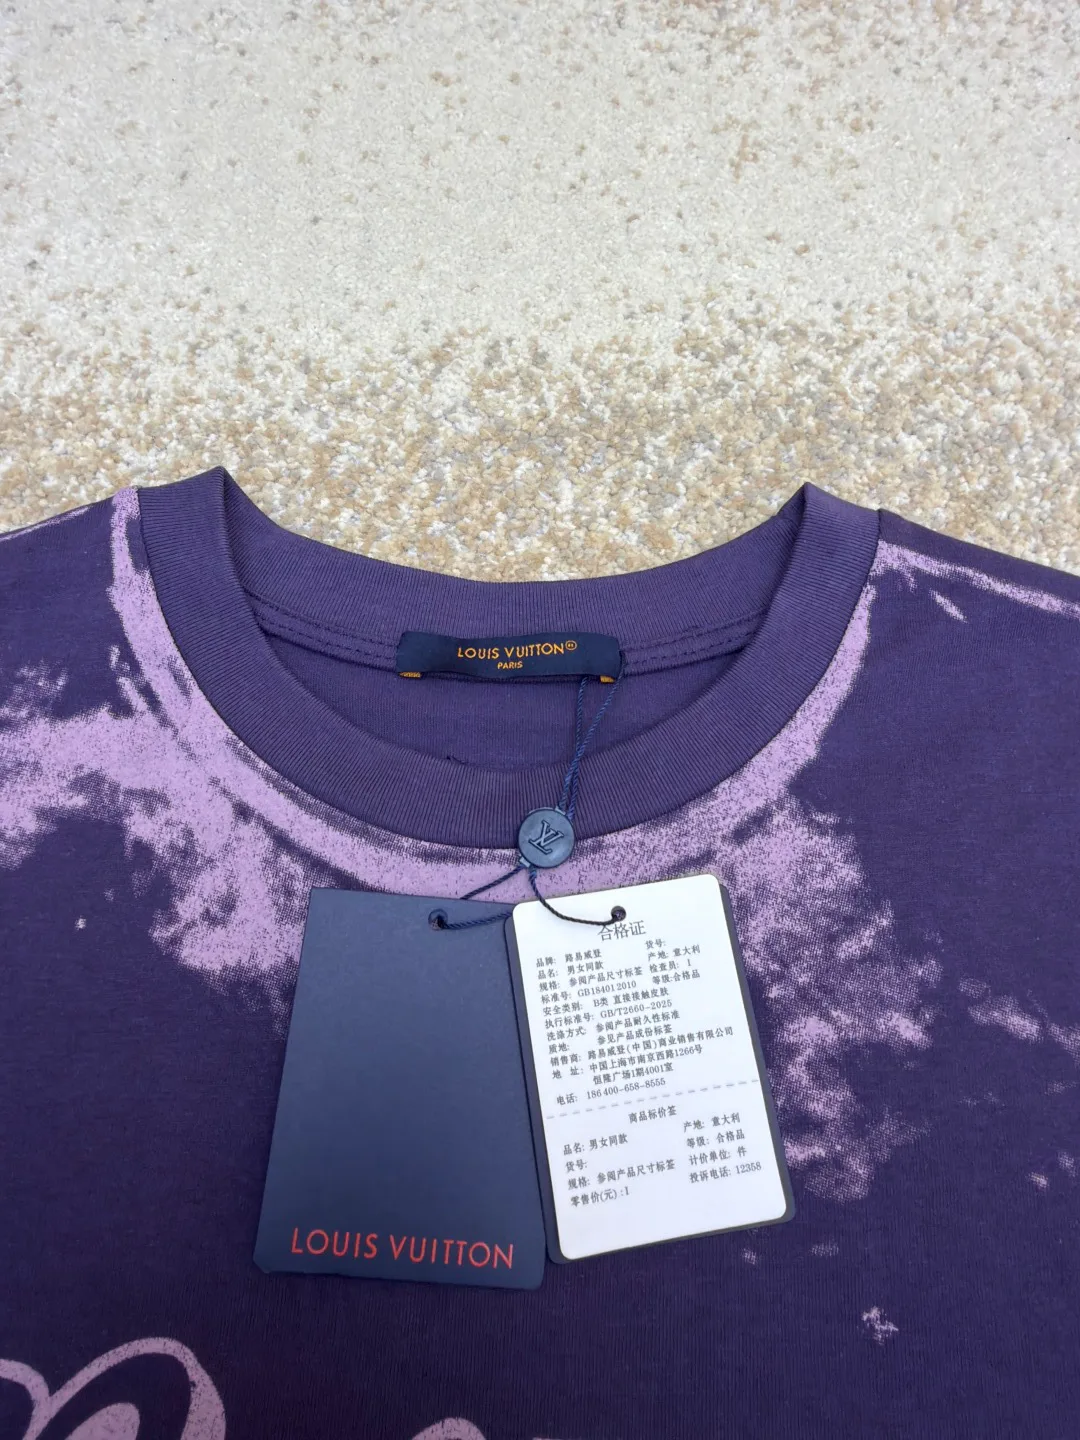 LOUIS VUITTON®
PARIS
LV
LOUIS VUITTON
合格证
品牌: 路易威登 货号:
品名: 男女同款 产地: 意大利
规格: 参阅产品尺寸标签 检查员: 1
标准号: GB18401 2010 等级:合格品
安全类别: B类 直接接触皮肤
执行标准号: GB/T2660-2025
洗涤方式: 参阅产品耐久性标准
质地: 参见产品成份标签
销售商: 路易威登(中国)商业销售有限公司
地 址: 中国上海市南京西路1266号
恒隆广场1期4001室
电话: 186 400-658-8555
商品标价签
品名: 男女同款 产地: 意大利
货号: 等级: 合格品
规格: 参阅产品尺寸标签 计价单位: 件
零售价(元):1 投诉电话: 12358